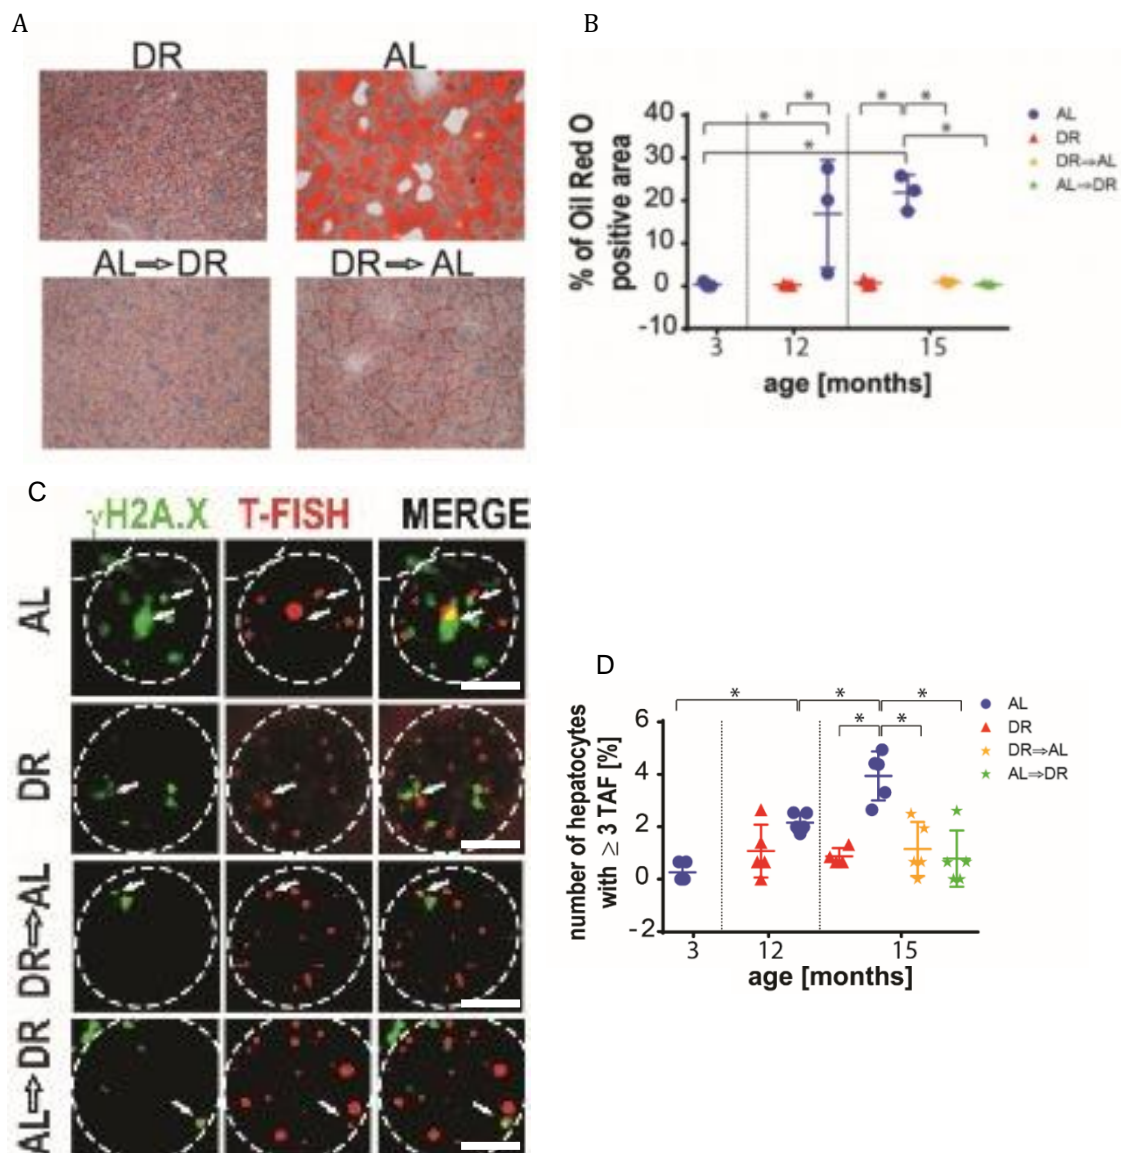 A
DR AL
AL⇨DR DR⇨AL
B
% of Oil Red O
positive area
40
30
20
10
0
-10
* * * * * *
3 12 15
age [months]
AL
DR
DR⇒AL
AL⇒DR
C
γH2A.X T-FISH MERGE
AL
DR
DR⇨AL
AL⇨DR
D
number of hepatocytes
with ≥ 3 TAF [%]
6
4
2
0
-2
* * * * *
3 12 15
age [months]
AL
DR
DR⇒AL
AL⇒DR